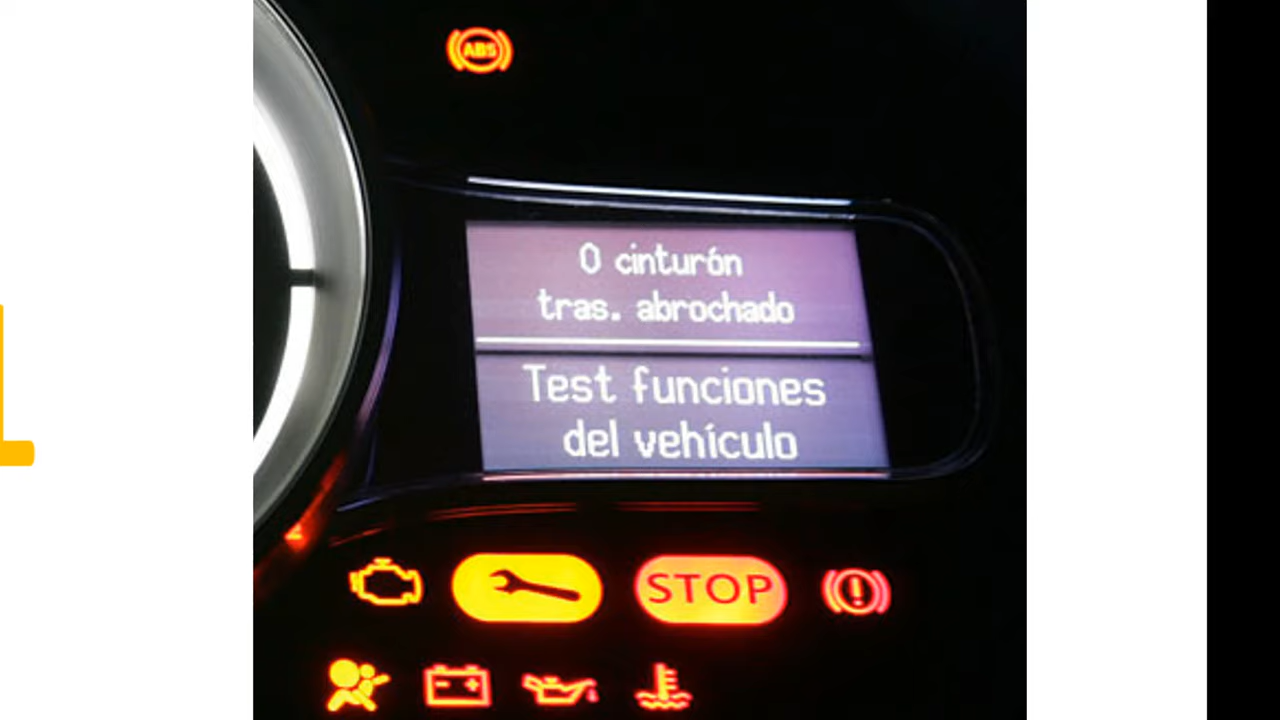 ABS
0 cinturón
tras. abrochado
Test funciones
del vehículo
STOP